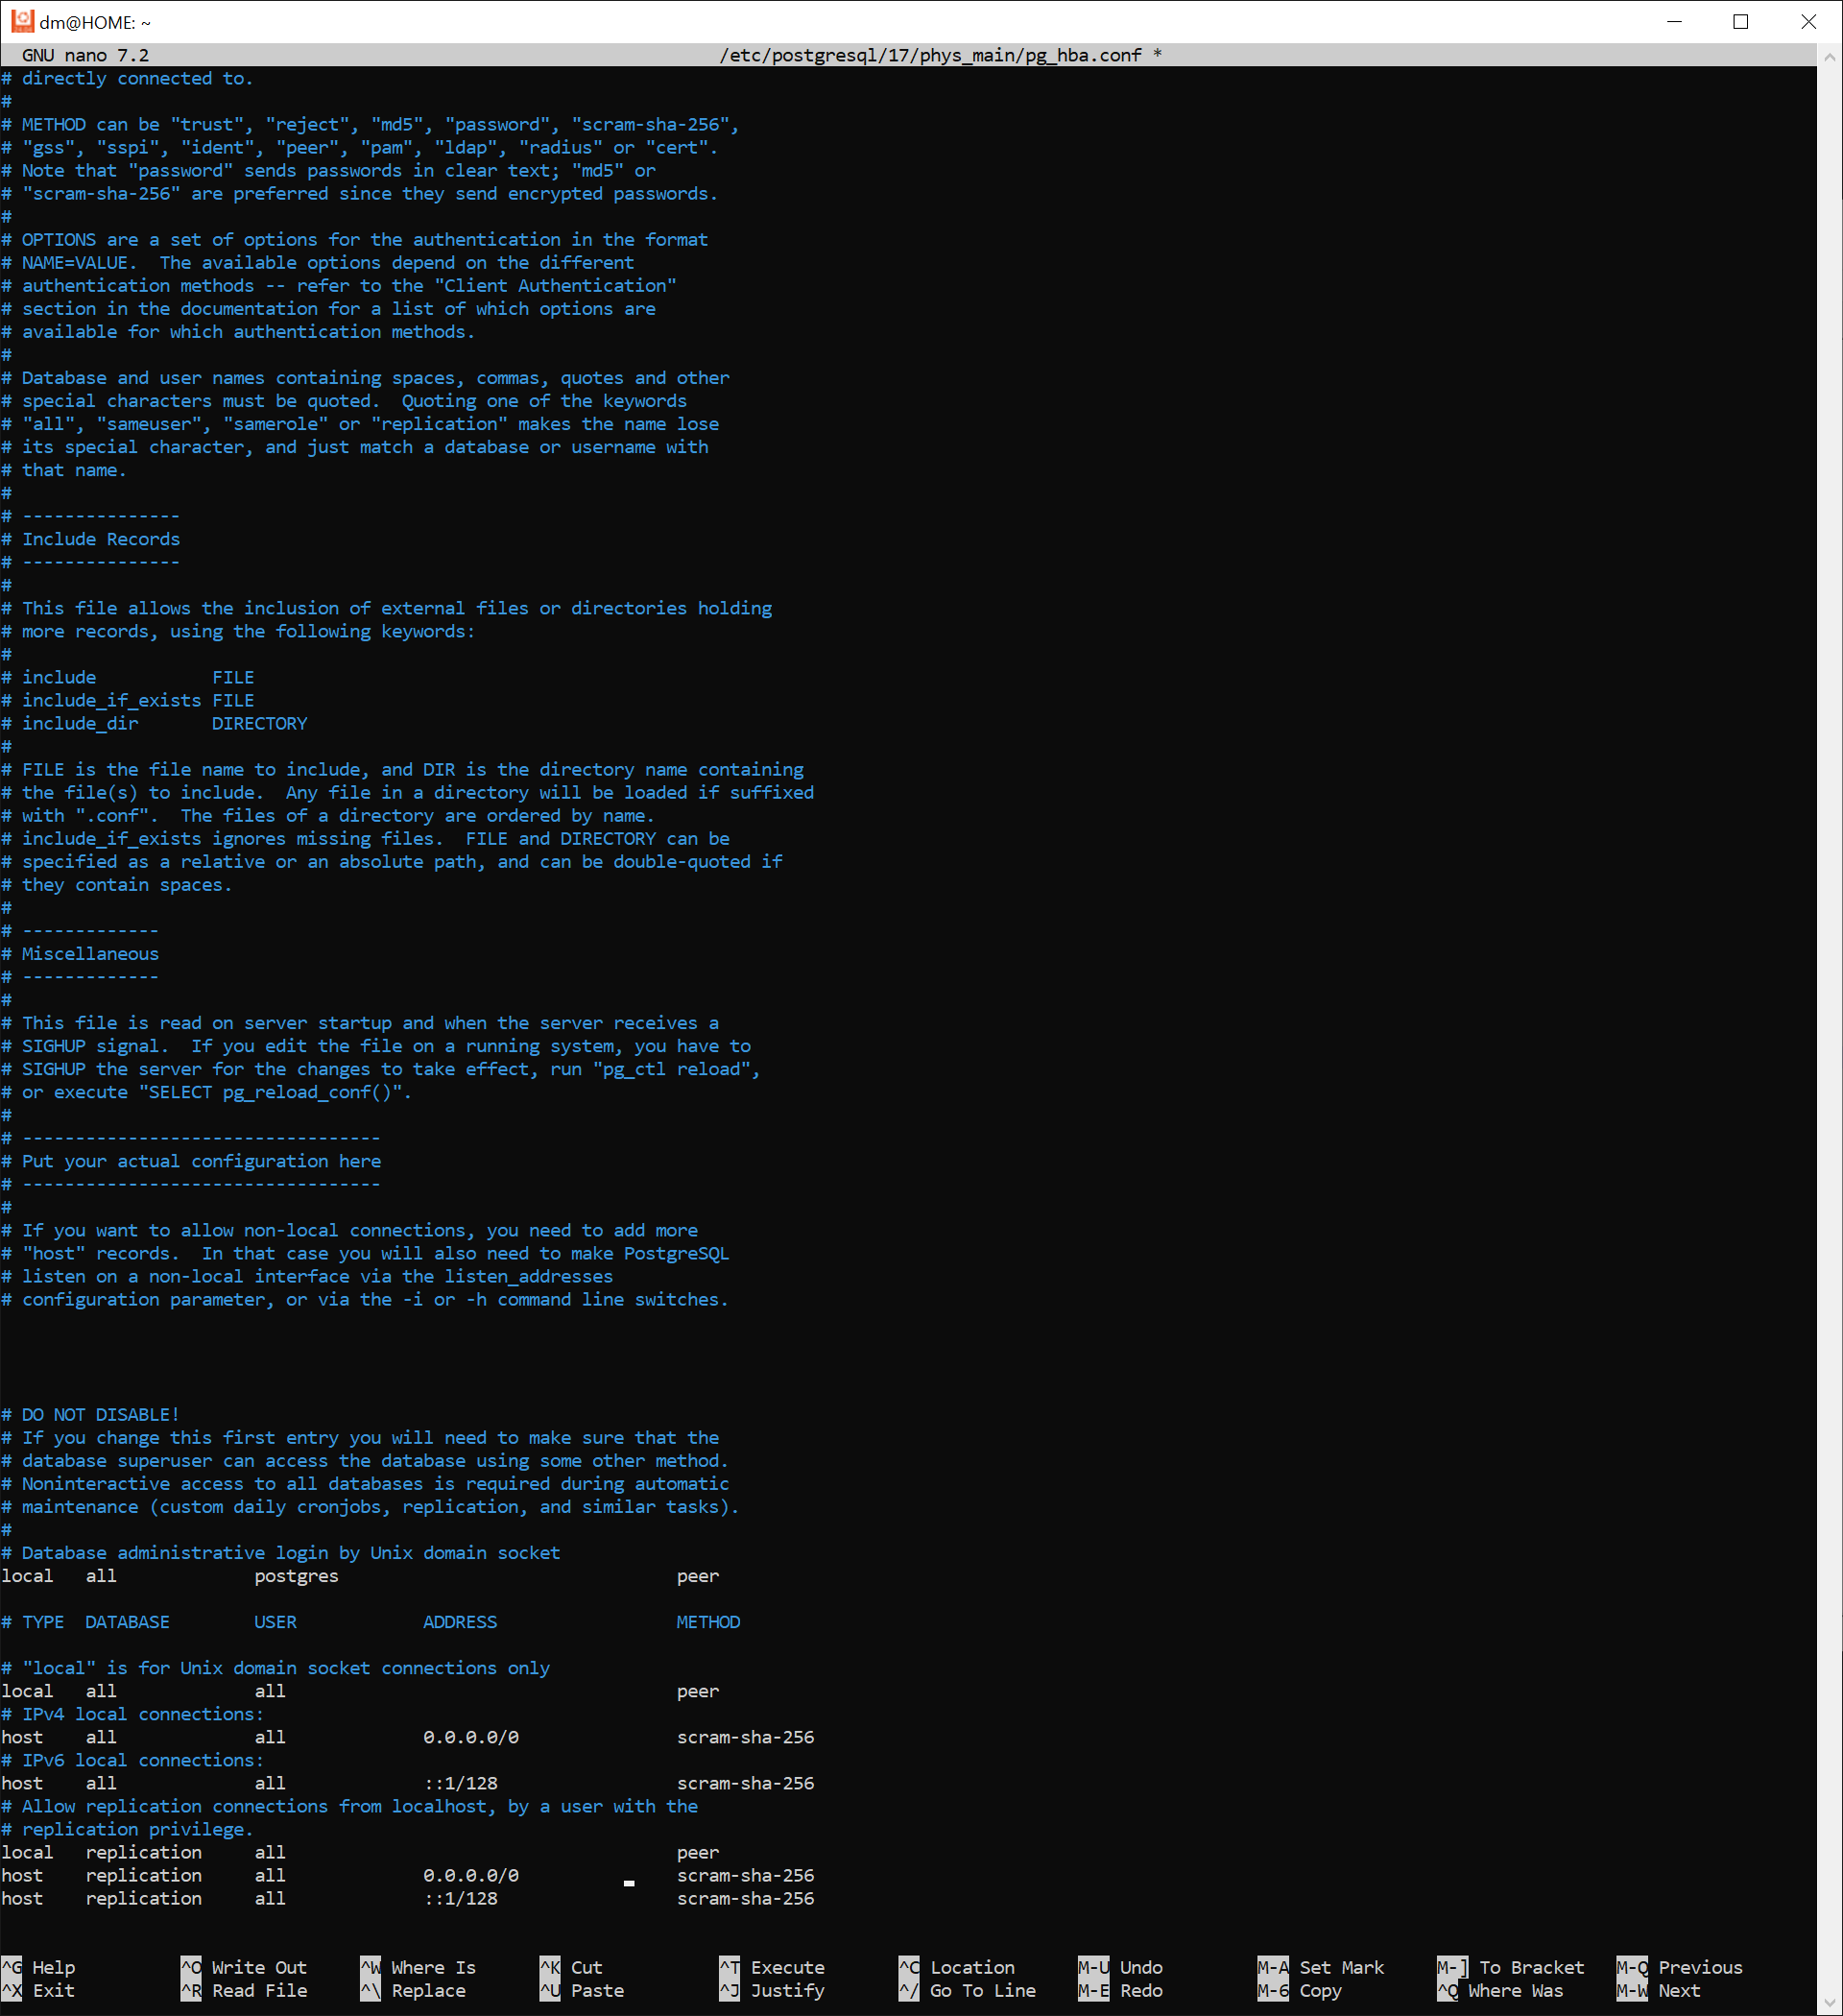 dm@HOME: ~
GNU nano 7.2 /etc/postgresql/17/phys_main/pg_hba.conf *
# directly connected to.
#
# METHOD can be "trust", "reject", "md5", "password", "scram-sha-256",
# "gss", "sspi", "ident", "peer", "pam", "ldap", "radius" or "cert".
# Note that "password" sends passwords in clear text; "md5" or
# "scram-sha-256" are preferred since they send encrypted passwords.
#
# OPTIONS are a set of options for the authentication in the format
# NAME=VALUE.  The available options depend on the different
# authentication methods -- refer to the "Client Authentication"
# section in the documentation for a list of which options are
# available for which authentication methods.
#
# Database and user names containing spaces, commas, quotes and other
# special characters must be quoted.  Quoting one of the keywords
# "all", "sameuser", "samerole" or "replication" makes the name lose
# its special character, and just match a database or username with
# that name.
#
# ---------------
# Include Records
# ---------------
#
# This file allows the inclusion of external files or directories holding
# more records, using the following keywords:
#
# include           FILE
# include_if_exists FILE
# include_dir       DIRECTORY
#
# FILE is the file name to include, and DIR is the directory name containing
# the file(s) to include.  Any file in a directory will be loaded if suffixed
# with ".conf".  The files of a directory are ordered by name.
# include_if_exists ignores missing files.  FILE and DIRECTORY can be
# specified as a relative or an absolute path, and can be double-quoted if
# they contain spaces.
#
# -------------
# Miscellaneous
# -------------
#
# This file is read on server startup and when the server receives a
# SIGHUP signal.  If you edit the file on a running system, you have to
# SIGHUP the server for the changes to take effect, run "pg_ctl reload",
# or execute "SELECT pg_reload_conf()".
#
# ----------------------------------
# Put your actual configuration here
# ----------------------------------
#
# If you want to allow non-local connections, you need to add more
# "host" records.  In that case you will also need to make PostgreSQL
# listen on a non-local interface via the listen_addresses
# configuration parameter, or via the -i or -h command line switches.
# DO NOT DISABLE!
# If you change this first entry you will need to make sure that the
# database superuser can access the database using some other method.
# Noninteractive access to all databases is required during automatic
# maintenance (custom daily cronjobs, replication, and similar tasks).
#
# Database administrative login by Unix domain socket
local   all             postgres                                peer
# TYPE  DATABASE        USER            ADDRESS                 METHOD
# "local" is for Unix domain socket connections only
local   all             all                                     peer
# IPv4 local connections:
host    all             all             0.0.0.0/0               scram-sha-256
# IPv6 local connections:
host    all             all             ::1/128                 scram-sha-256
# Allow replication connections from localhost, by a user with the
# replication privilege.
local   replication     all                                     peer
host    replication     all             0.0.0.0/0               scram-sha-256
host    replication     all             ::1/128                 scram-sha-256
^G Help ^O Write Out ^W Where Is ^K Cut ^T Execute ^C Location M-U Undo M-A Set Mark M-] To Bracket M-Q Previous
^X Exit ^R Read File ^\ Replace ^U Paste ^J Justify ^/ Go To Line M-E Redo M-6 Copy ^Q Where Was M-W Next